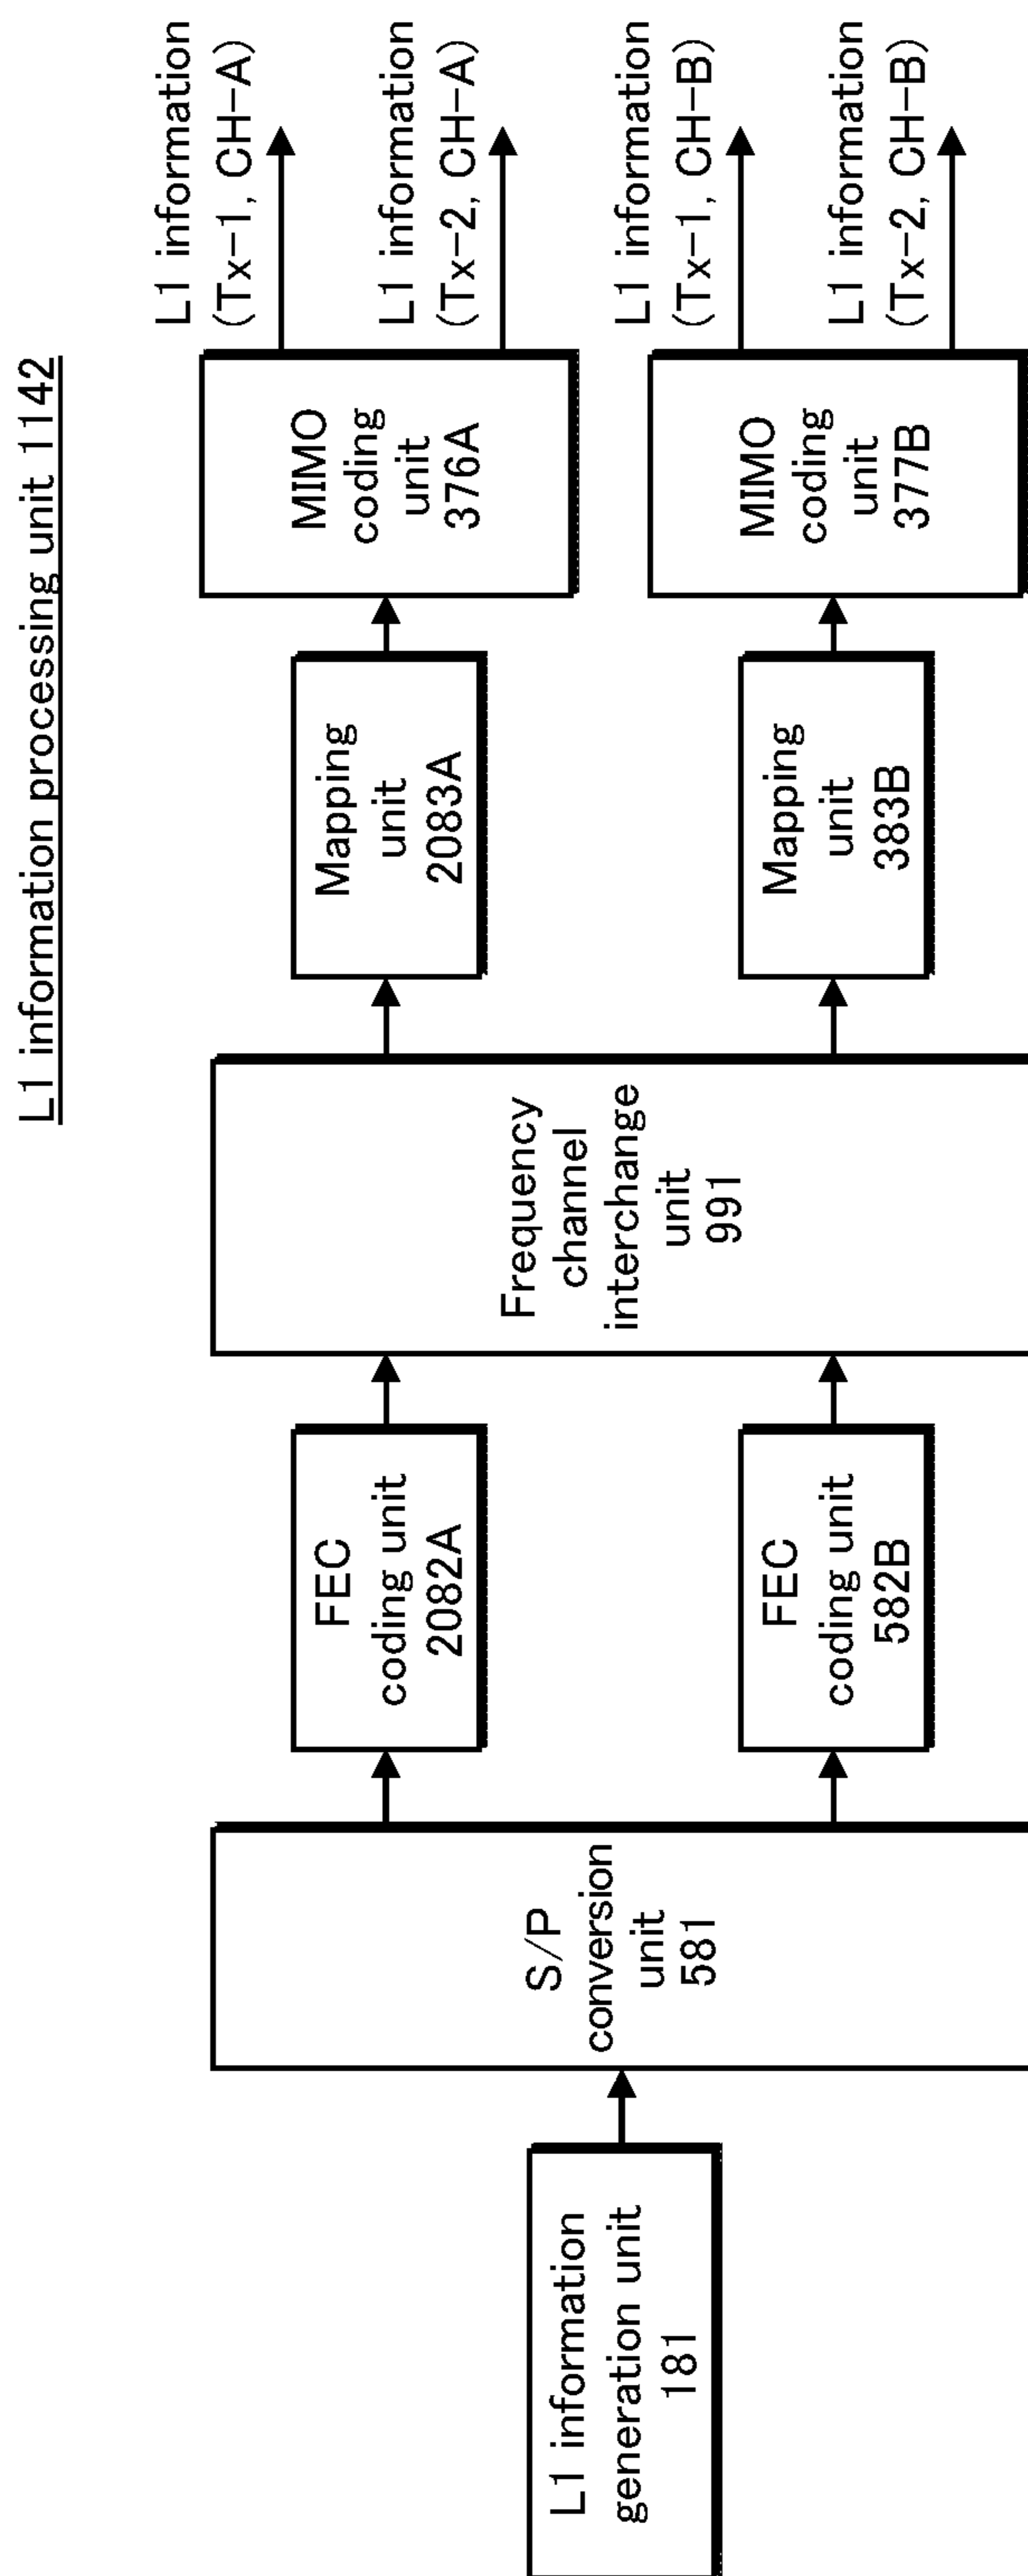 L1 information processing unit 1142
L1 information
generation unit
181
S/P
conversion
unit
581
FEC
coding unit
2082A
FEC
coding unit
582B
Frequency
channel
interchange
unit
991
Mapping
unit
2083A
Mapping
unit
383B
MIMO
coding
unit
376A
MIMO
coding
unit
377B
L1 information
(Tx-1, CH-A)
L1 information
(Tx-2, CH-A)
L1 information
(Tx-1, CH-B)
L1 information
(Tx-2, CH-B)